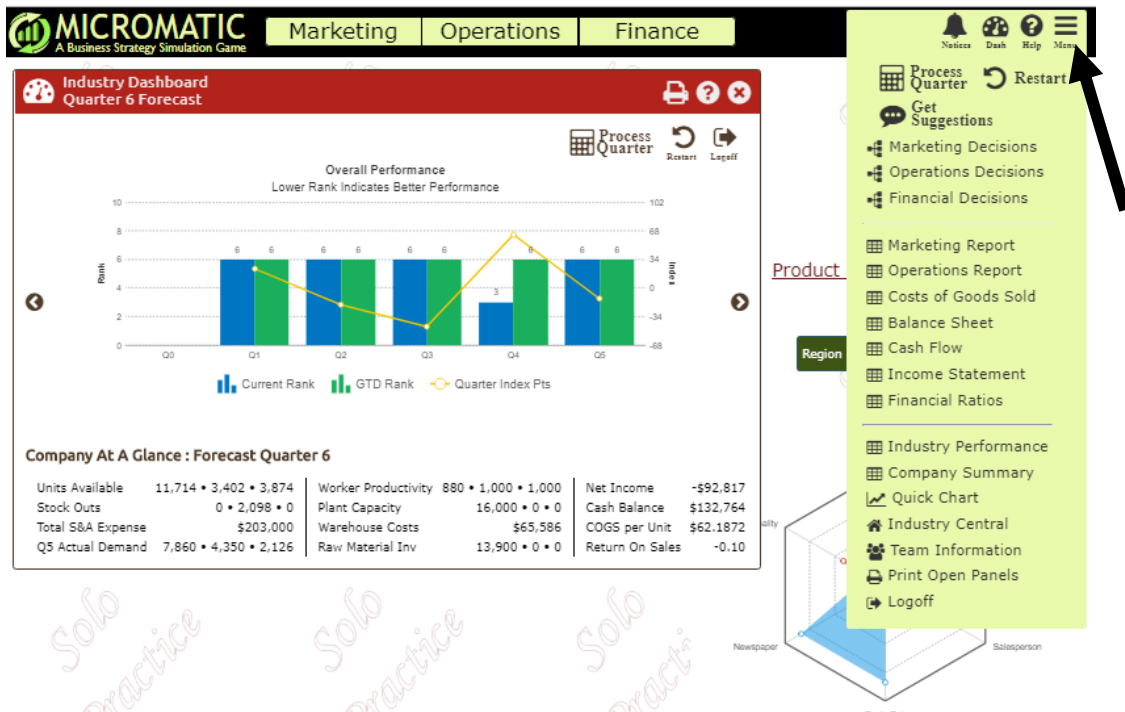 MICROMATIC
A Business Strategy Simulation Game
Marketing
Operations
Finance
Notices Dash Help Menu
Industry Dashboard
Quarter 6 Forecast
Process
Quarter
Restart
Logoff
Overall Performance
Lower Rank Indicates Better Performance
10 102
8 68
6 34
4 0
2 -34
0 -68
Rank
Index
6 6 6 6 6 6 3 6 6 6
Q0 Q1 Q2 Q3 Q4 Q5
Current Rank GTD Rank Quarter Index Pts
Company At A Glance : Forecast Quarter 6
Units Available 11,714 • 3,402 • 3,874 Worker Productivity 880 • 1,000 • 1,000 Net Income -$92,817
Stock Outs 0 • 2,098 • 0 Plant Capacity 16,000 • 0 • 0 Cash Balance $132,764
Total S&A Expense $203,000 Warehouse Costs $65,586 COGS per Unit $62.1872
Q5 Actual Demand 7,860 • 4,350 • 2,126 Raw Material Inv 13,900 • 0 • 0 Return On Sales -0.10
Product
Region
Process
Quarter
Restart
Get
Suggestions
Marketing Decisions
Operations Decisions
Financial Decisions
Marketing Report
Operations Report
Costs of Goods Sold
Balance Sheet
Cash Flow
Income Statement
Financial Ratios
Industry Performance
Company Summary
Quick Chart
Industry Central
Team Information
Print Open Panels
Logoff
Newspaper
Salesperson
Solo Practice
Solo Practice
Solo Practice